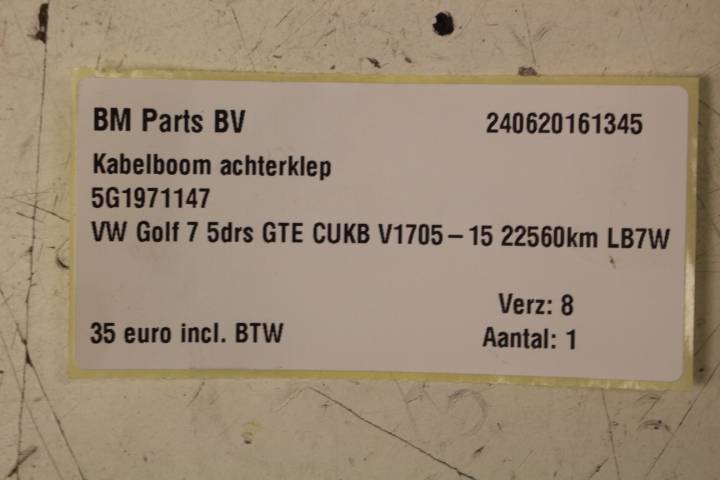 BM Parts BV 240620161345
Kabelboom achterklep
5G1971147
VW Golf 7 5drs GTE CUKB V1705-15 22560km LB7W
Verz: 8
35 euro incl. BTW Aantal: 1